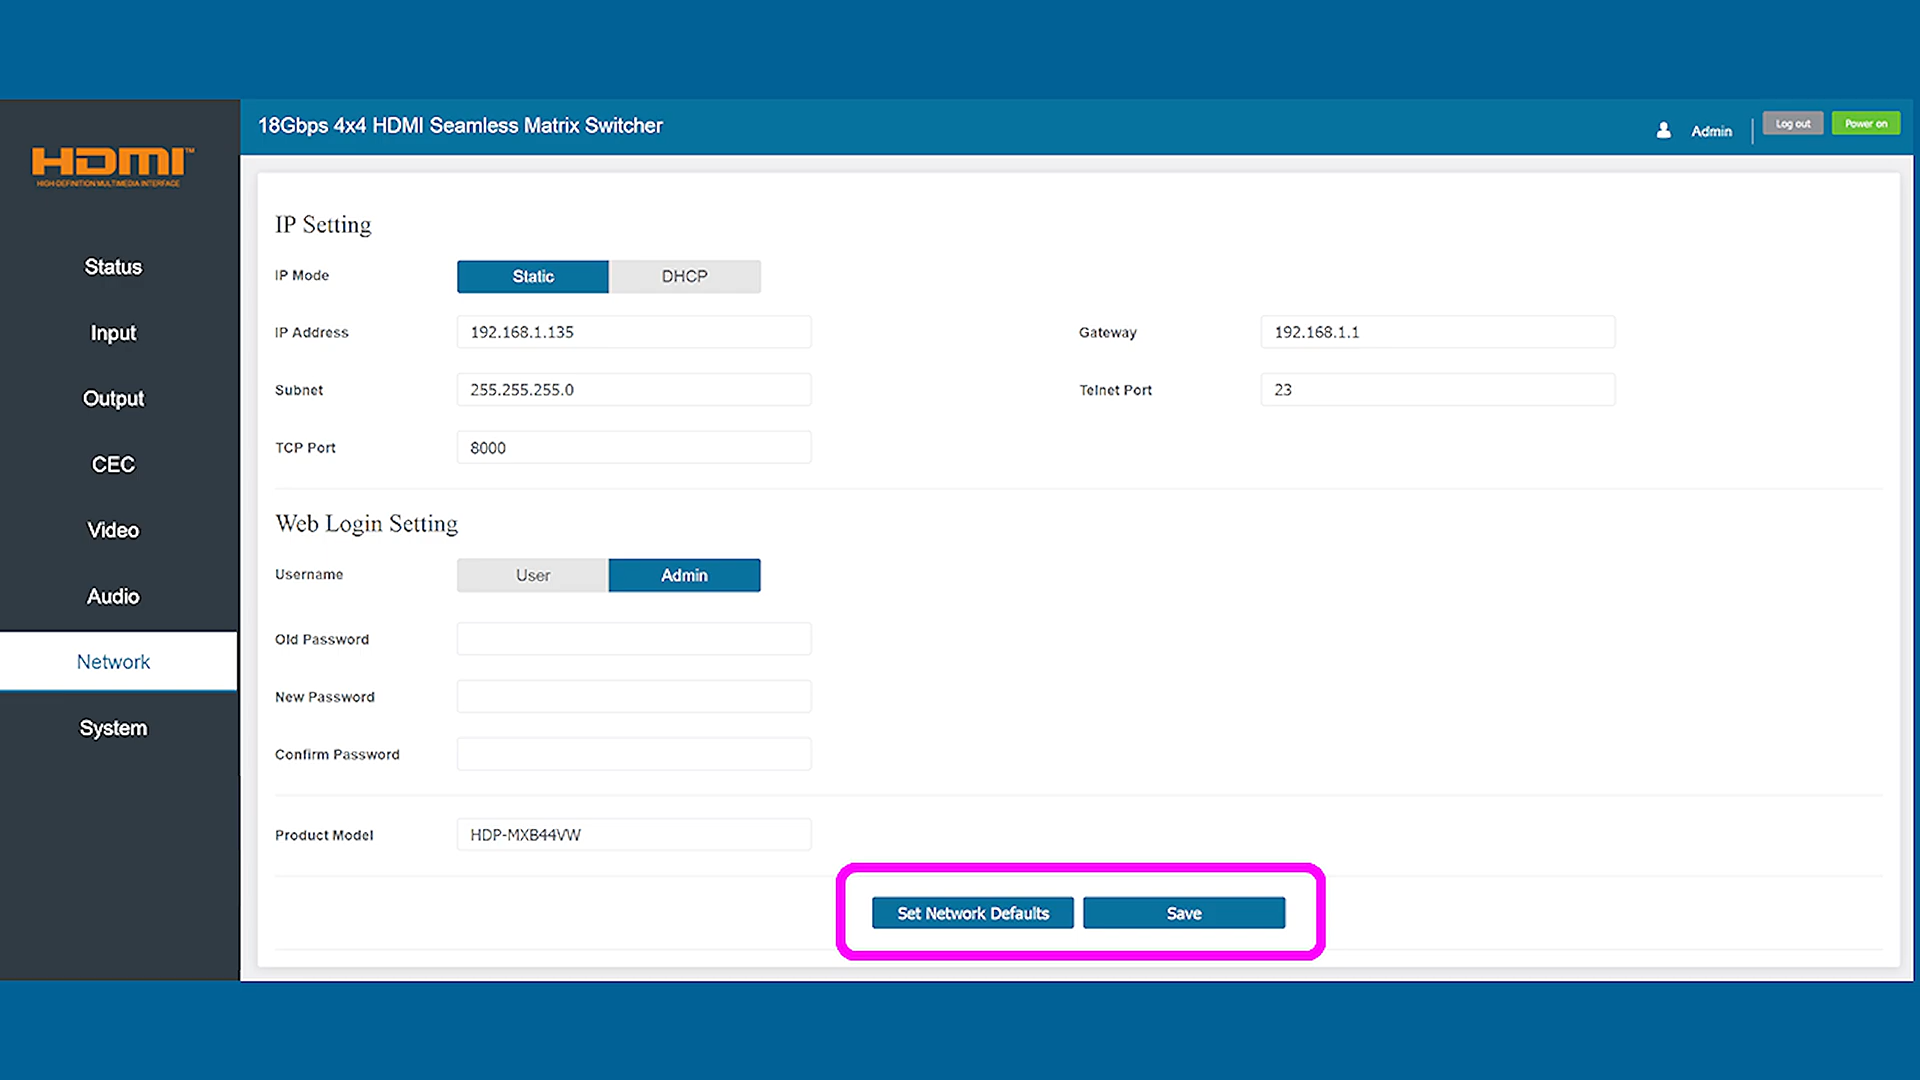 18Gbps 4x4 HDMI Seamless Matrix Switcher
Admin
Log out
Power on
HDMI™
HIGH-DEFINITION MULTIMEDIA INTERFACE
Status
Input
Output
CEC
Video
Audio
Network
System
IP Setting
IP Mode Static DHCP
IP Address 192.168.1.135 Gateway 192.168.1.1
Subnet 255.255.255.0 Telnet Port 23
TCP Port 8000
Web Login Setting
Username User Admin
Old Password
New Password
Confirm Password
Product Model HDP-MXB44VW
Set Network Defaults Save